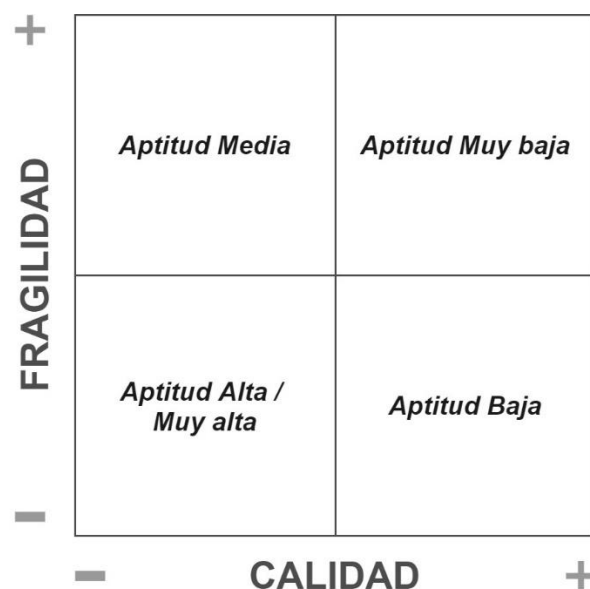 +
FRAGILIDAD
Aptitud Media
Aptitud Muy baja
Aptitud Alta /
Muy alta
Aptitud Baja
−
− CALIDAD +